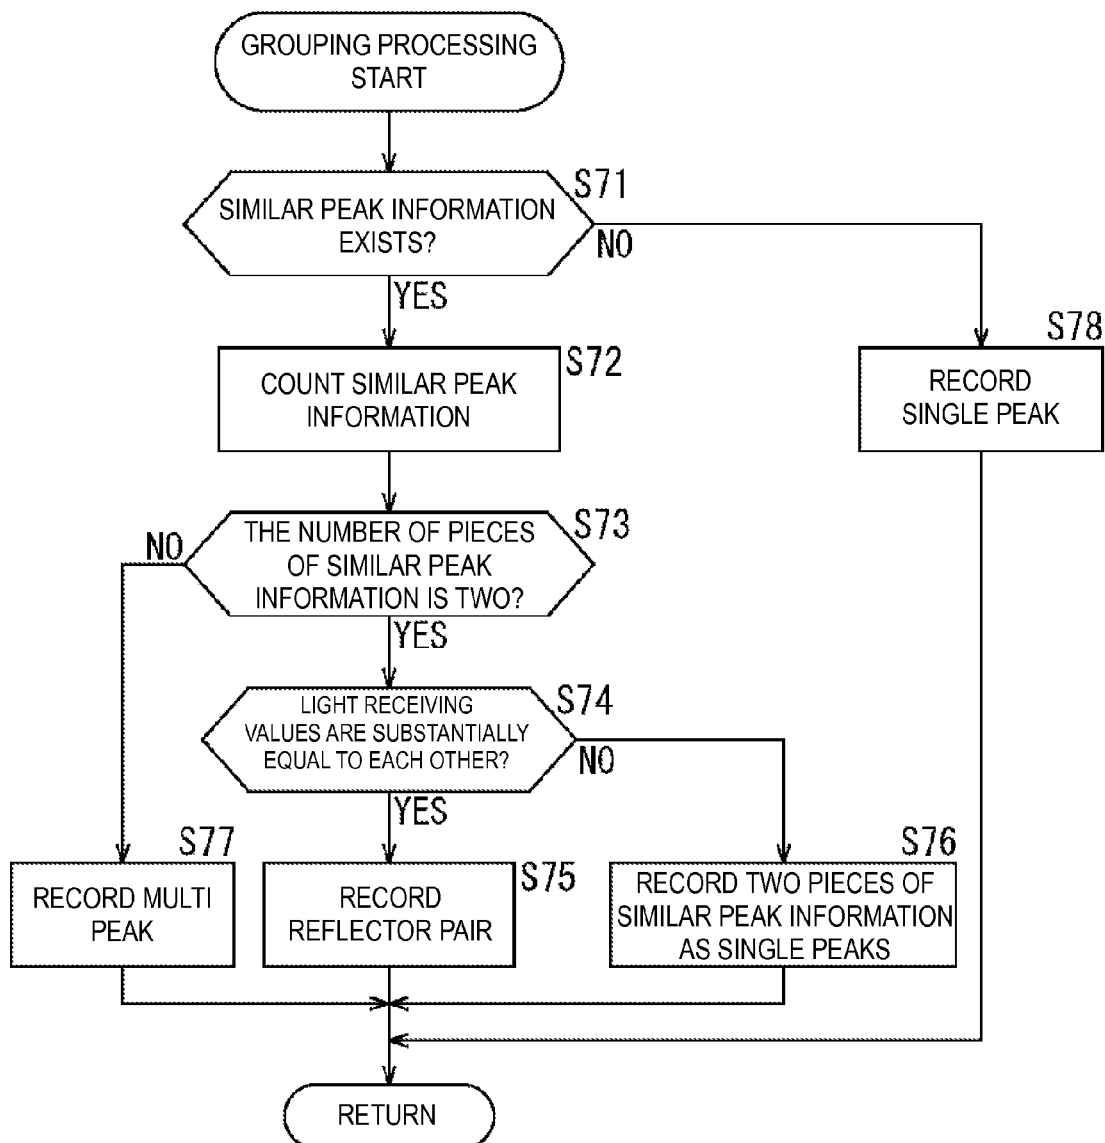 GROUPING PROCESSING
START
S71
SIMILAR PEAK INFORMATION
EXISTS?
NO
YES
S72
COUNT SIMILAR PEAK
INFORMATION
S78
RECORD
SINGLE PEAK
S73
THE NUMBER OF PIECES
OF SIMILAR PEAK
INFORMATION IS TWO?
NO
YES
S74
LIGHT RECEIVING
VALUES ARE SUBSTANTIALLY
EQUAL TO EACH OTHER?
NO
YES
S77
RECORD MULTI
PEAK
S75
RECORD
REFLECTOR PAIR
S76
RECORD TWO PIECES OF
SIMILAR PEAK INFORMATION
AS SINGLE PEAKS
RETURN